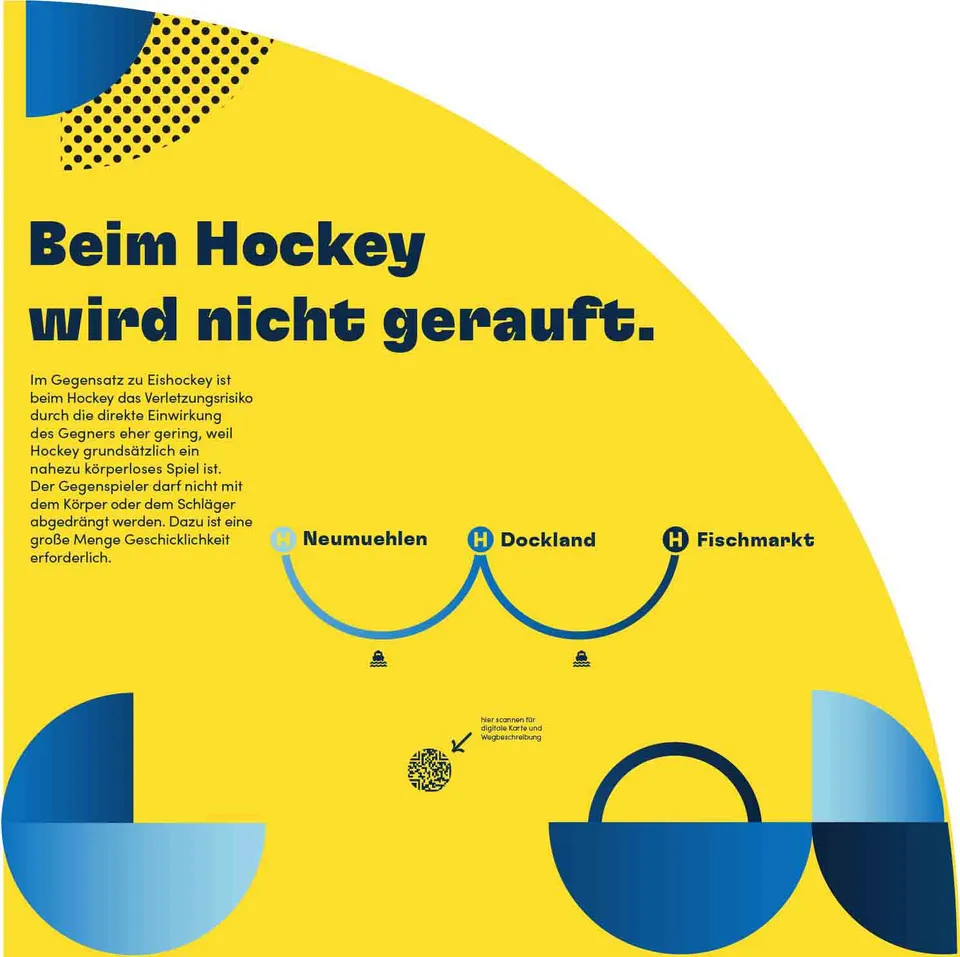 Beim Hockey
wird nicht gerauft.
Im Gegensatz zu Eishockey ist
beim Hockey das Verletzungsrisiko
durch die direkte Einwirkung
des Gegners eher gering, weil
Hockey grundsätzlich ein
nahezu körperloses Spiel ist.
Der Gegenspieler darf nicht mit
dem Körper oder dem Schläger
abgedrängt werden. Dazu ist eine
große Menge Geschicklichkeit
erforderlich.
H Neumuehlen H Dockland H Fischmarkt
hier scannen für
digitale Karte und
Wegbeschreibung